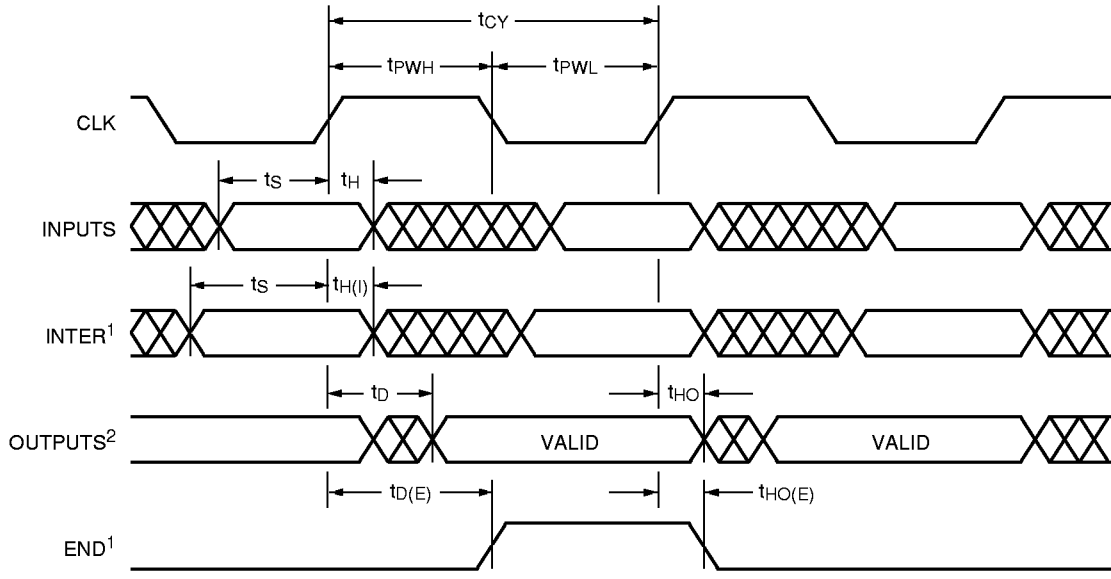 tCY
tPWH tPWL
CLK
tS tH
INPUTS
tS tH(I)
INTER¹
tD tHO
OUTPUTS² VALID VALID
tD(E) tHO(E)
END¹